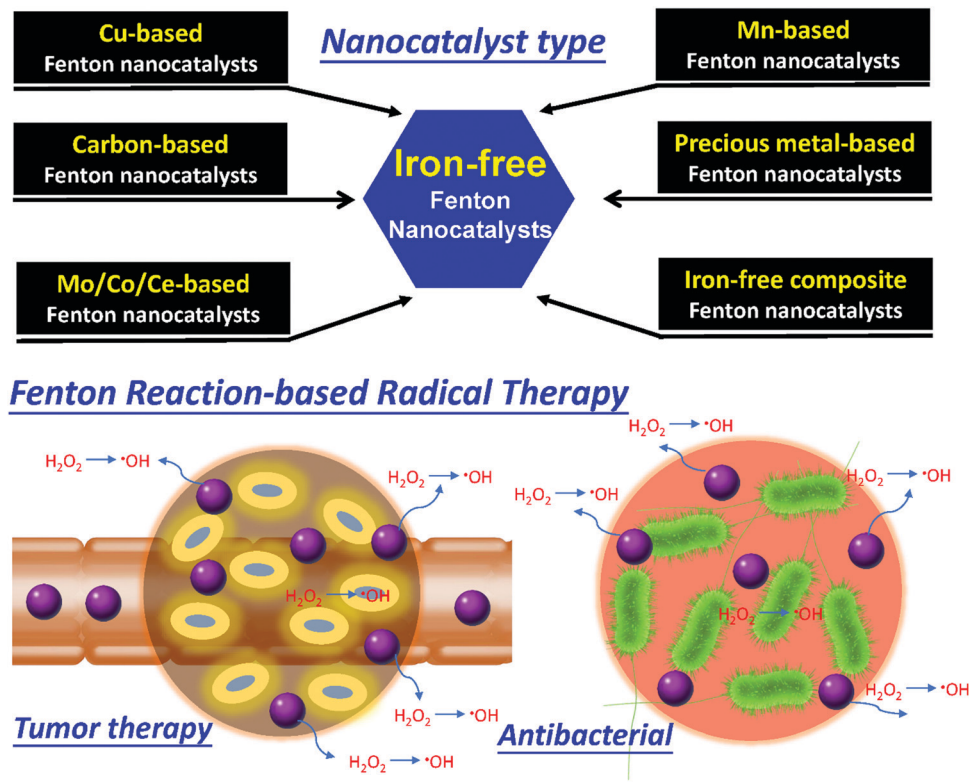 Nanocatalyst type
Cu-based
Fenton nanocatalysts
Mn-based
Fenton nanocatalysts
Carbon-based
Fenton nanocatalysts
Precious metal-based
Fenton nanocatalysts
Iron-free
Fenton
Nanocatalysts
Mo/Co/Ce-based
Fenton nanocatalysts
Iron-free composite
Fenton nanocatalysts
Fenton Reaction-based Radical Therapy
H₂O₂ → •OH
H₂O₂ → •OH
H₂O₂ → •OH
H₂O₂ → •OH
H₂O₂ → •OH
Tumor therapy
H₂O₂ → •OH
H₂O₂ → •OH
H₂O₂ → •OH
H₂O₂ → •OH
H₂O₂ → •OH
Antibacterial